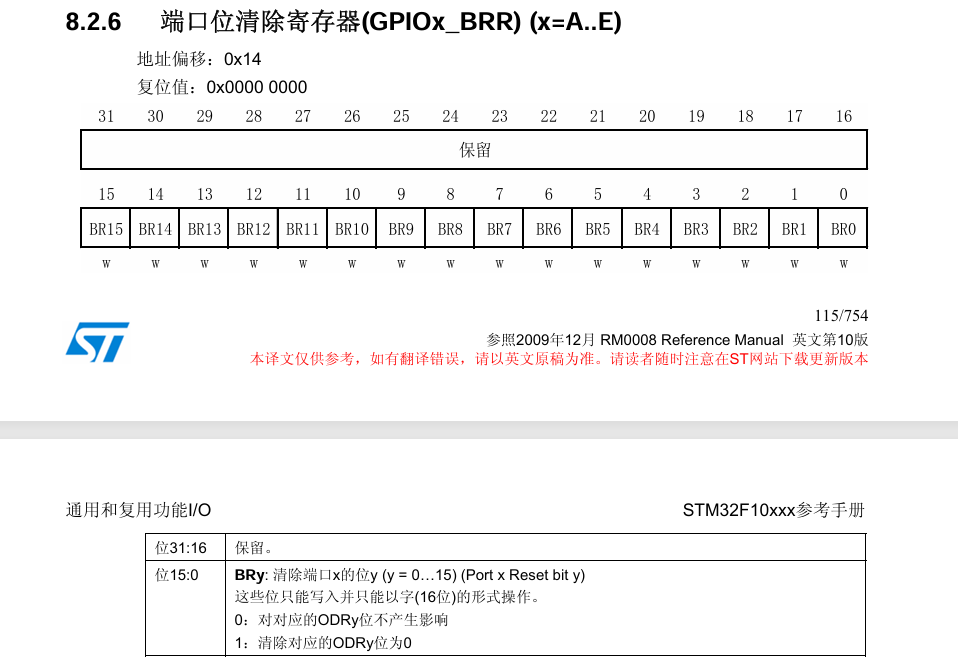 8.2.6 端口位清除寄存器(GPIOx_BRR) (x=A..E)
地址偏移：0x14
复位值：0x0000 0000
31 30 29 28 27 26 25 24 23 22 21 20 19 18 17 16
保留
15 14 13 12 11 10 9 8 7 6 5 4 3 2 1 0
BR15 BR14 BR13 BR12 BR11 BR10 BR9 BR8 BR7 BR6 BR5 BR4 BR3 BR2 BR1 BR0
w w w w w w w w w w w w w w w w
115/754
ST
参照2009年12月 RM0008 Reference Manual 英文第10版
本译文仅供参考，如有翻译错误，请以英文原稿为准。请读者随时注意在ST网站下载更新版本
通用和复用功能I/O STM32F10xxx参考手册
位31:16 保留。
位15:0 BRy: 清除端口x的位y (y = 0…15) (Port x Reset bit y)
这些位只能写入并只能以字(16位)的形式操作。
0：对对应的ODRy位不产生影响
1：清除对应的ODRy位为0